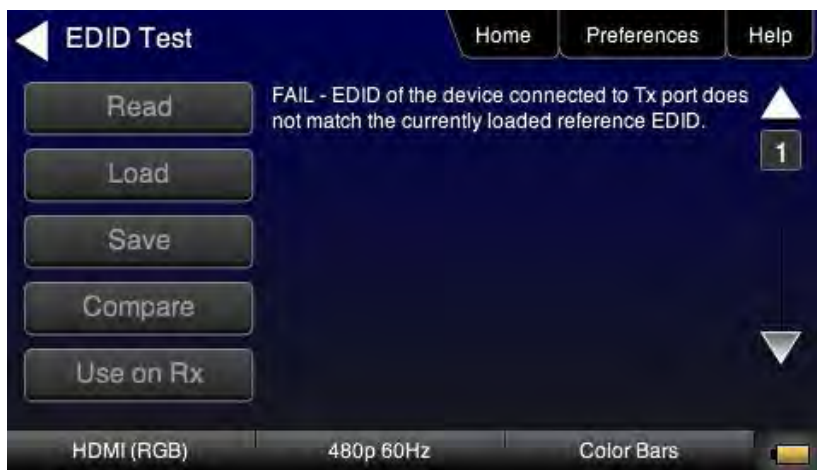 EDID Test
Home
Preferences
Help
Read
Load
Save
Compare
Use on Rx
FAIL - EDID of the device connected to Tx port does
not match the currently loaded reference EDID.
1
HDMI (RGB)
480p 60Hz
Color Bars